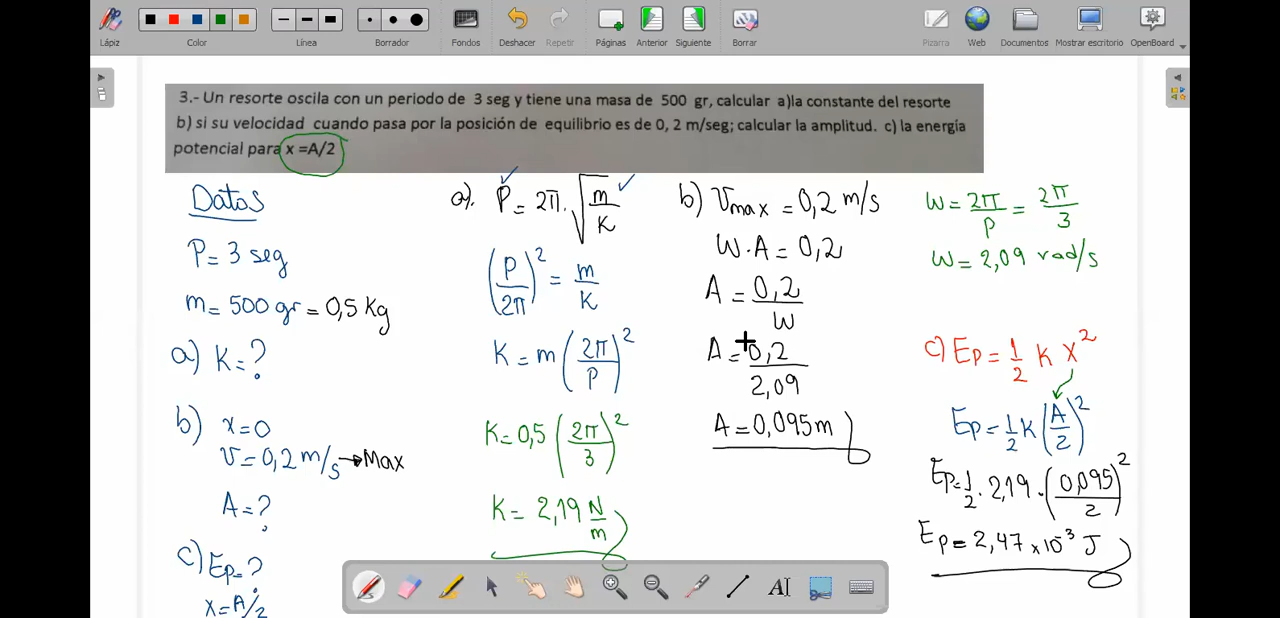 Lápiz
Color
Línea
Borrador
Fondos
Deshacer
Repetir
Páginas
Anterior
Siguiente
Borrar
Pizarra
Web
Documentos
Mostrar escritorio
OpenBoard
3.- Un resorte oscila con un periodo de 3 seg y tiene una masa de 500 gr, calcular a)la constante del resorte
b) si su velocidad cuando pasa por la posición de equilibrio es de 0, 2 m/seg; calcular la amplitud. c) la energía
potencial para x =A/2
Datos
P = 3 seg
m = 500 gr = 0,5 Kg
a) K = ?
b) x = 0
v = 0,2 m/s → Max
A = ?
c) Ep = ?
x = A/2
a). P = 2π . √(m/K)
(P/2π)² = m/K
K = m (2π/P)²
K = 0,5 (2π/3)²
K = 2,19 N/m
b) Vmax = 0,2 m/s
W . A = 0,2
A = 0,2/W
A = 0,2/2,09
A = 0,095m
W = 2π/P = 2π/3
W = 2,09 rad/s
c) Ep = 1/2 K x²
Ep = 1/2 K (A/2)²
Ep = 1/2 . 2,19 . (0,095/2)²
Ep = 2,47 x 10⁻³ J
AI